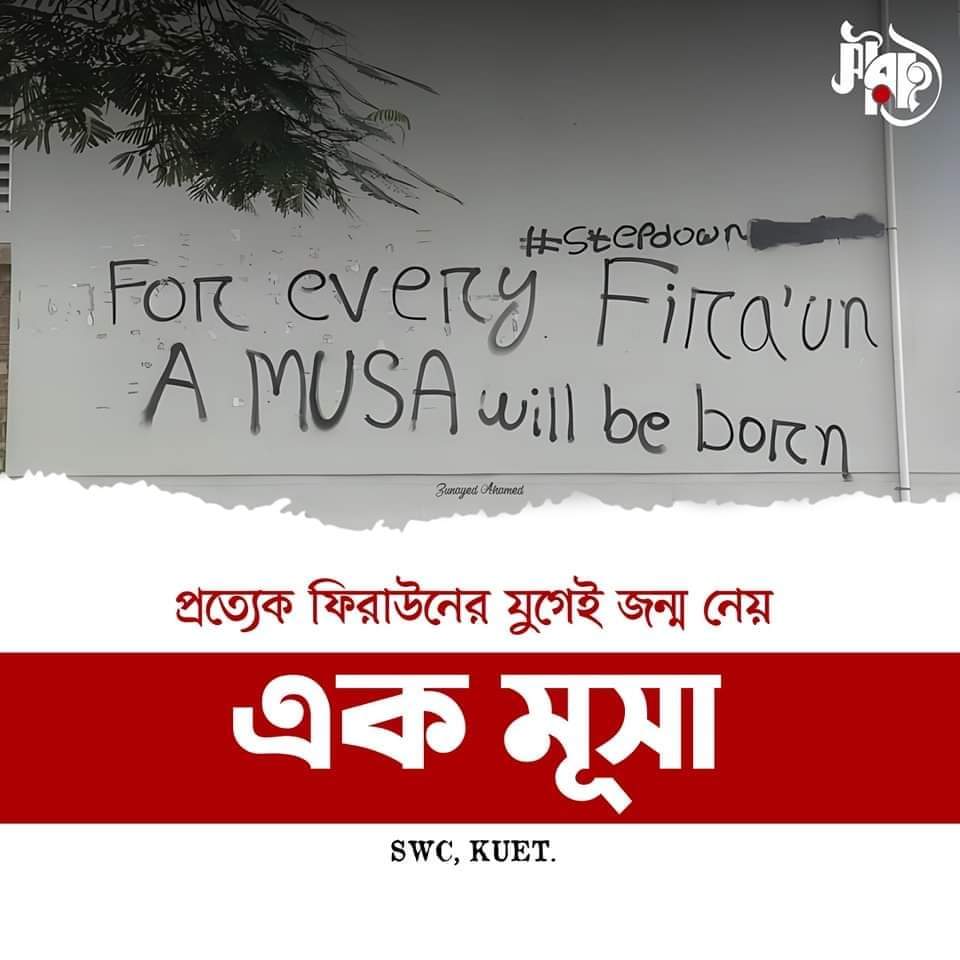 #Stepdown
For every Fira'un
A MUSA will be born
Zunayed Ahamed
প্রত্যেক ফিরাউনের যুগেই জন্ম নেয়
এক মূসা
SWC, KUET.